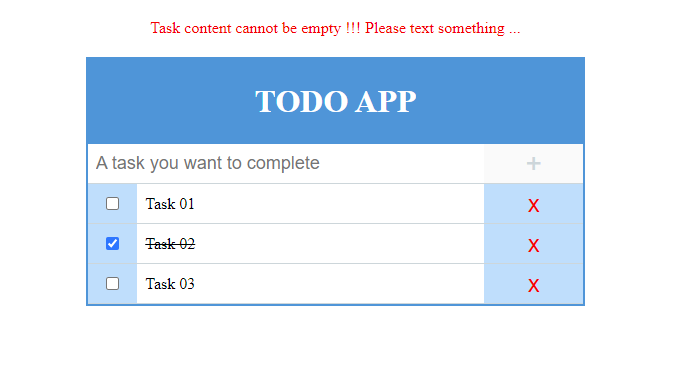 Task content cannot be empty !!! Please text something ...
TODO APP
A task you want to complete +
Task 01 X
Task 02 X
Task 03 X